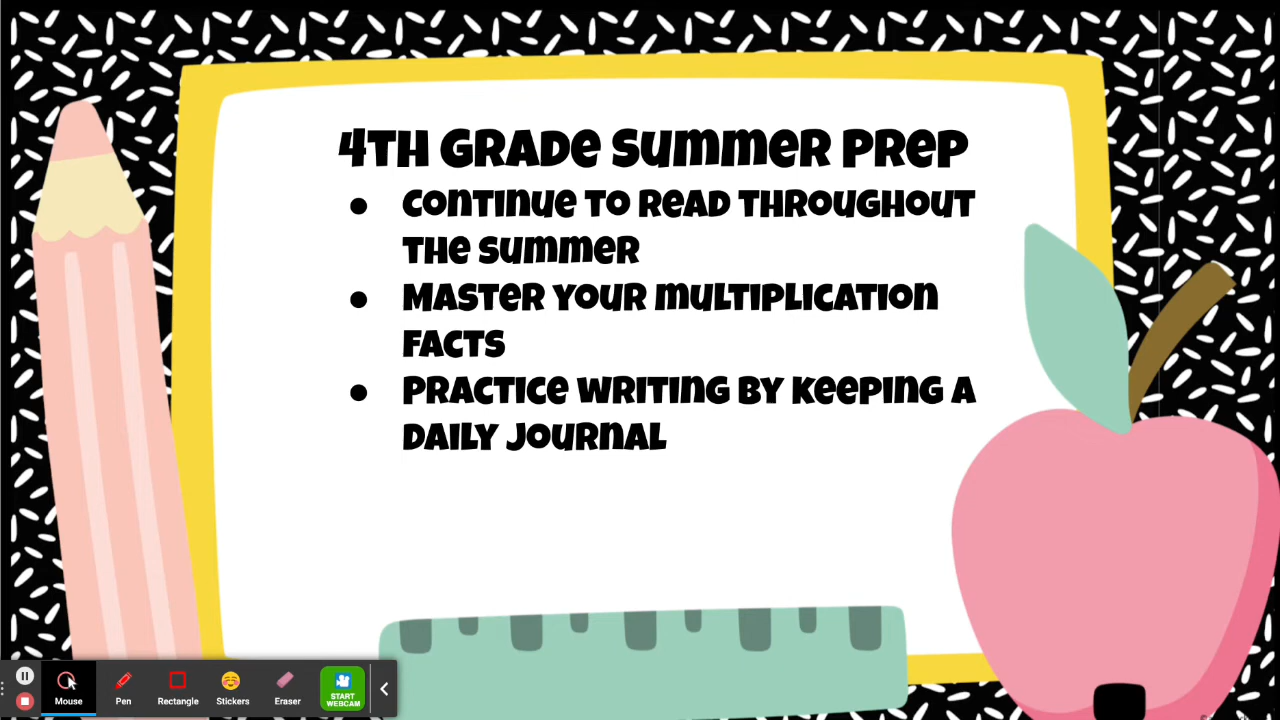 4TH GRADE SUMMER PREP
● CONTINUE TO READ THROUGHOUT
THE SUMMER
● MASTER YOUR MULTIPLICATION
FACTS
● PRACTICE WRITING BY KEEPING A
DAILY JOURNAL
Mouse
Pen
Rectangle
Stickers
Eraser
START
WEBCAM